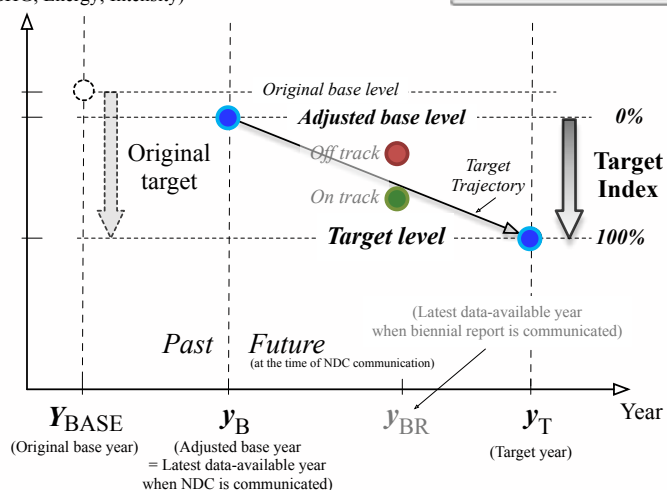 Energy, Intensity)
Original base level
Adjusted base level
0%
Original
target
Off track
Target
Trajectory
Target
Index
On track
Target level
100%
(Latest data-available year
when biennial report is communicated)
Past
Future
(at the time of NDC communication)
YBASE
yB
yBR
yT
Year
(Original base year)
(Adjusted base year
= Latest data-available year
when NDC is communicated)
(Target year)